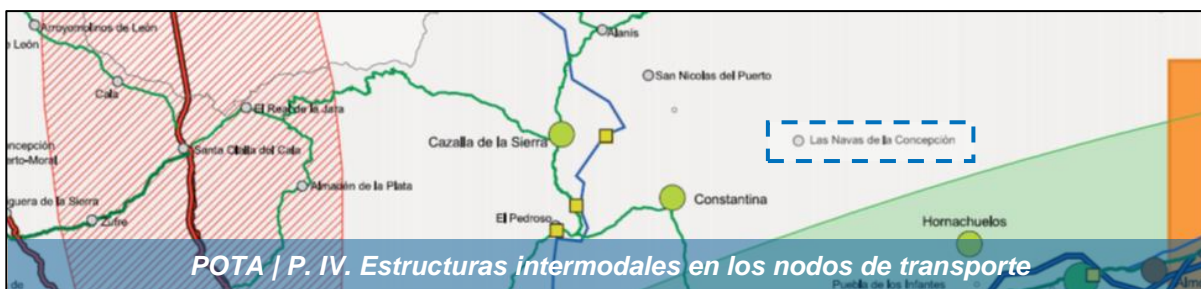 Arroyomolinos de León
Alanís
León
San Nicolas del Puerto
Cala
El Real de la Jara
Cazalla de la Sierra
Las Navas de la Concepción
Santa Olalla del Cala
Almadén de la Plata
Constantina
Zufre
El Pedroso
Hornachuelos
POTA | P. IV. Estructuras intermodales en los nodos de transporte
Puebla de los Infantes